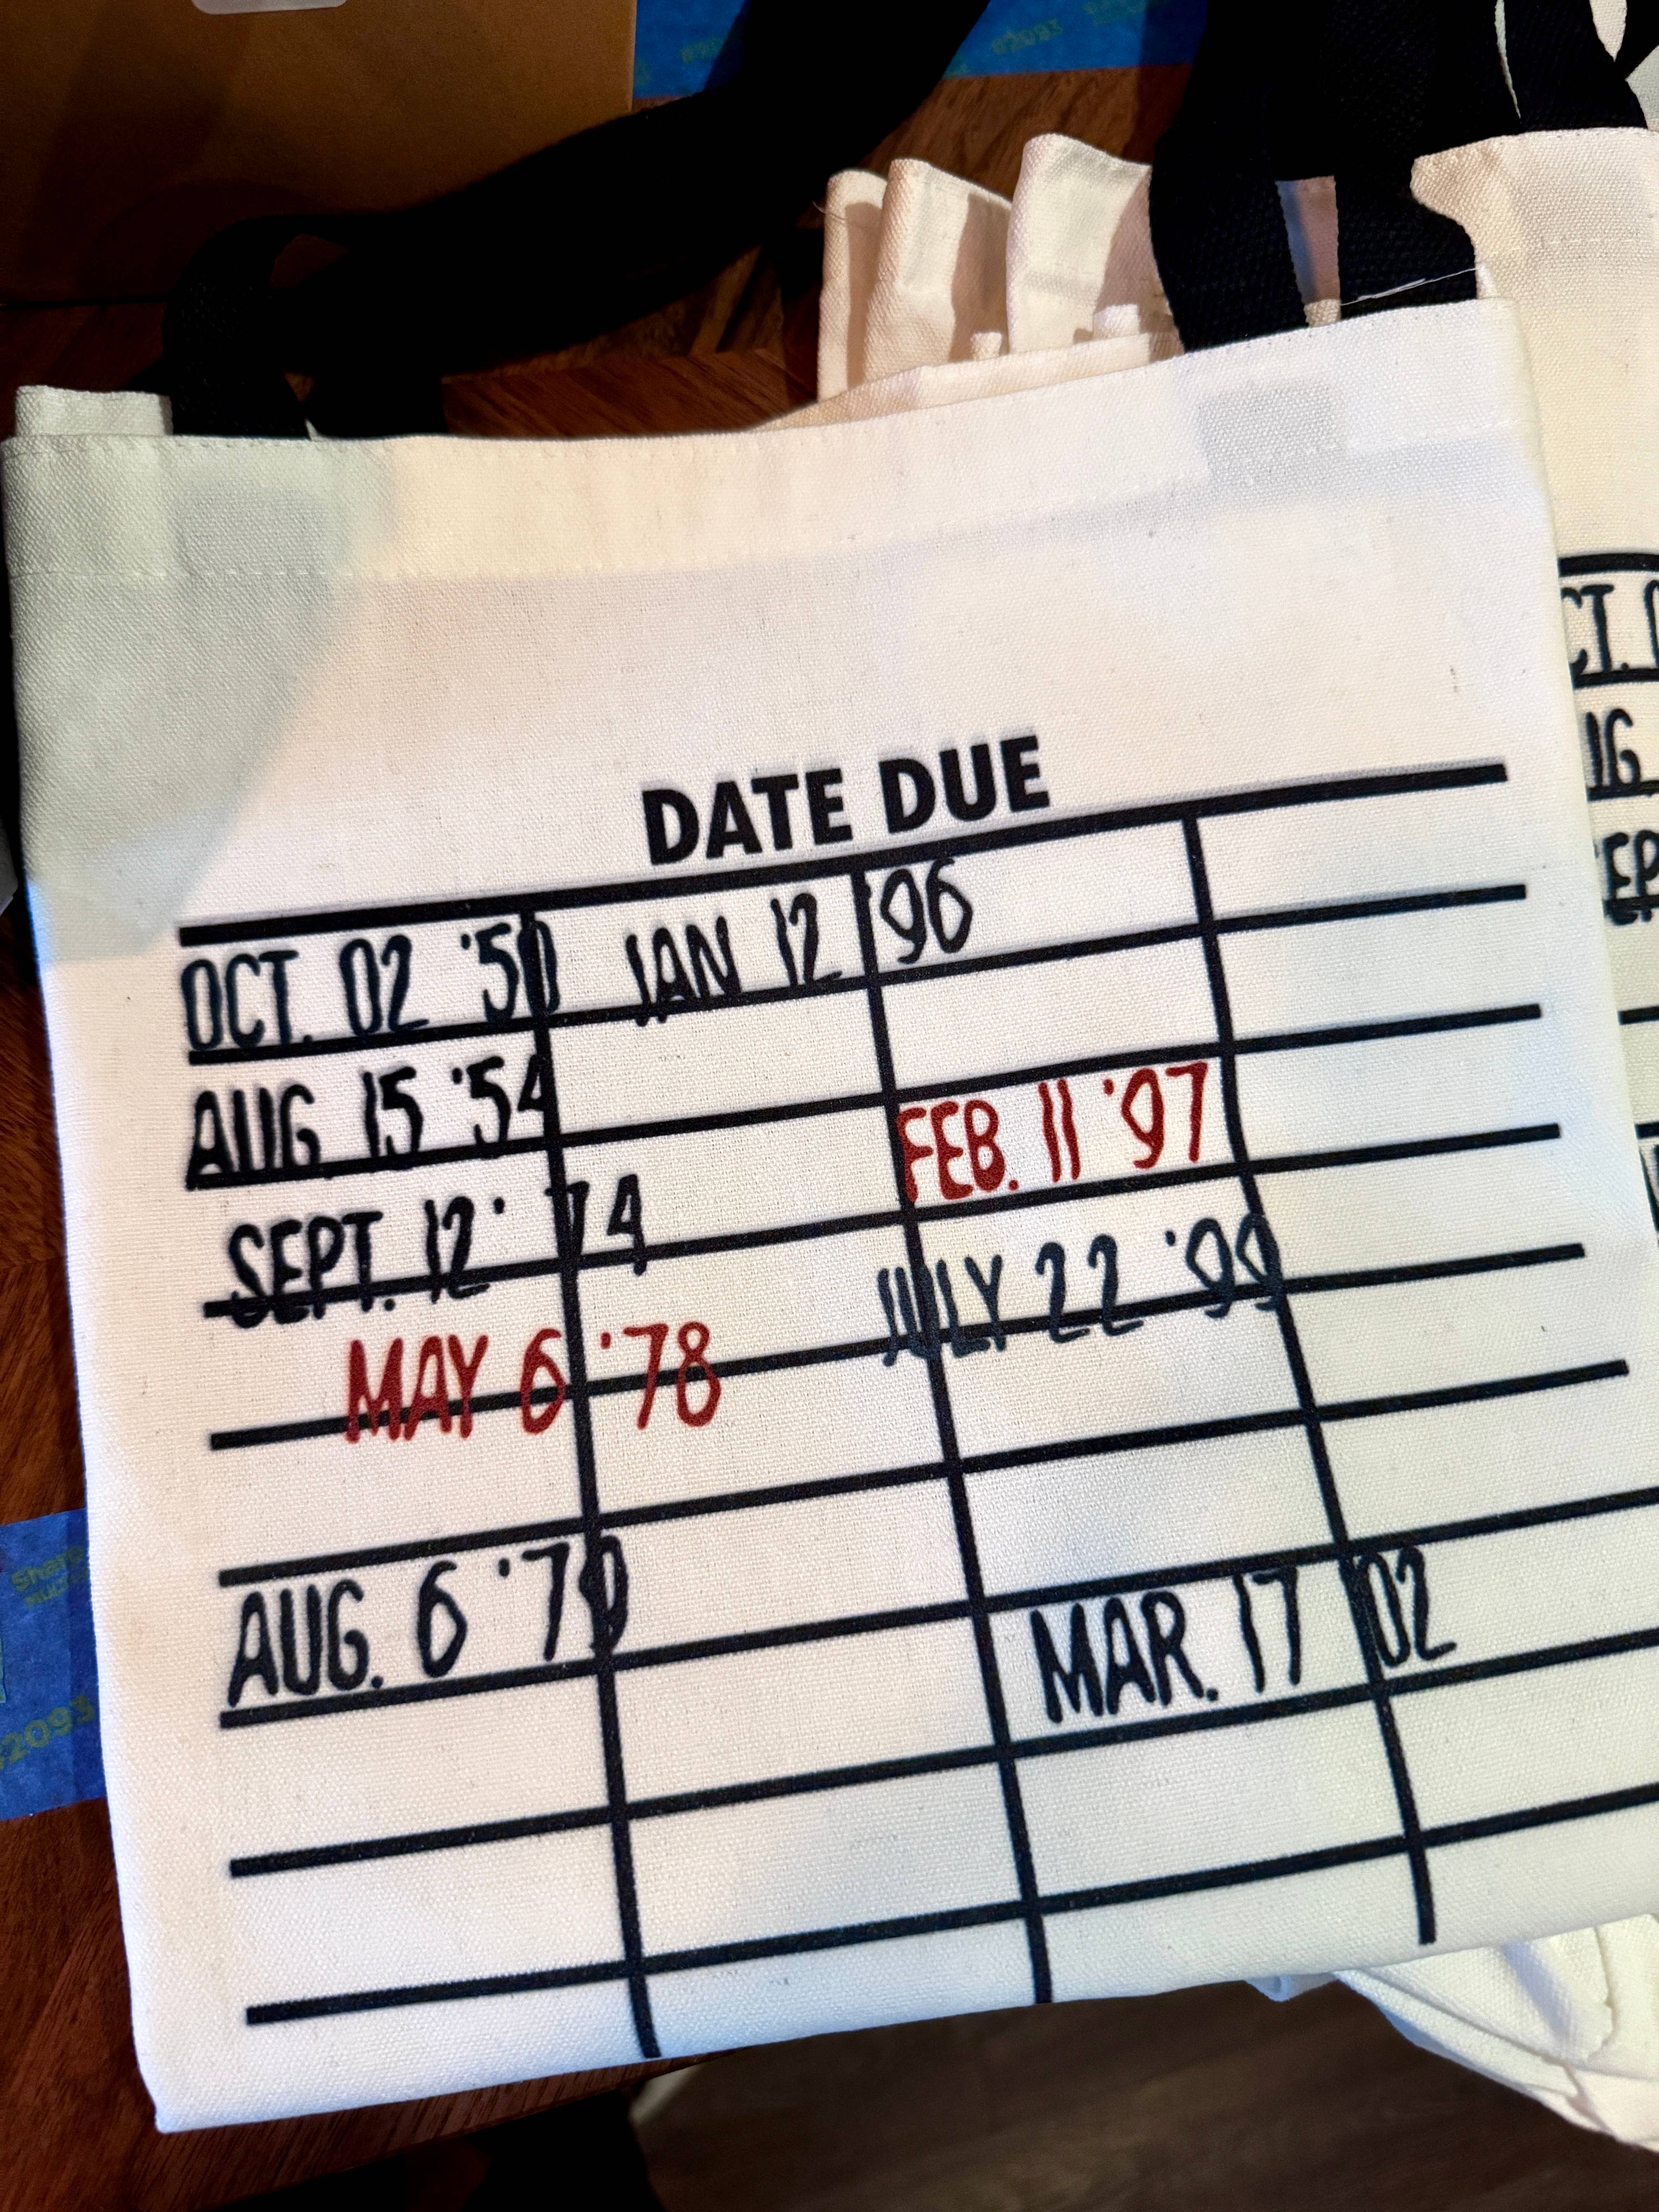 DATE DUE
OCT. 02 '50 JAN 12 '96
AUG 15 '54
FEB. 11 '97
SEPT. 12 ' 74
JULY 22 '99
MAY 6 '78
AUG. 6 '79
MAR. 17 '02